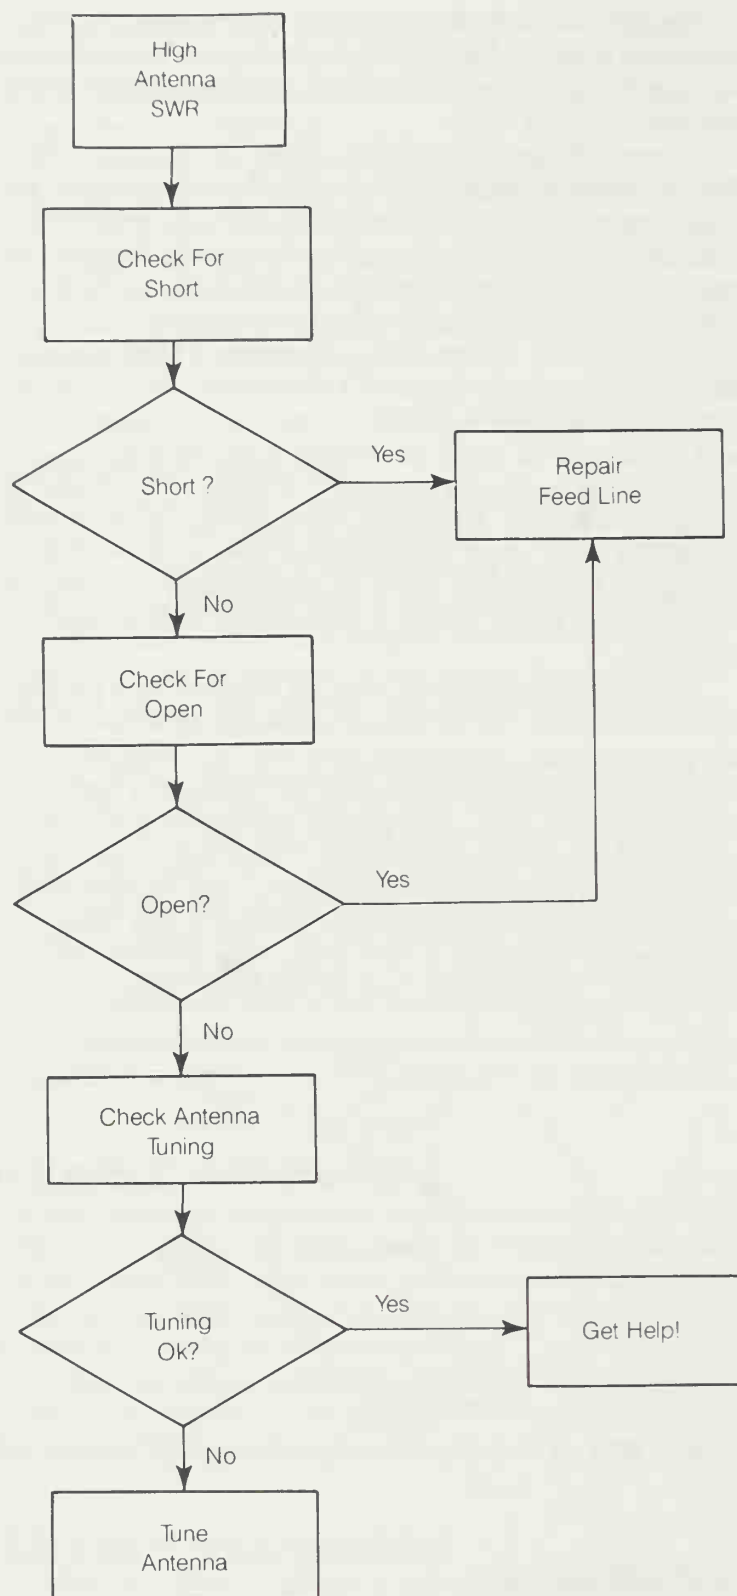 High
Antenna
SWR
Check For
Short
Short ?
Yes
Repair
Feed Line
No
Check For
Open
Open?
Yes
No
Check Antenna
Tuning
Tuning
Ok?
Yes
Get Help!
No
Tune
Antenna